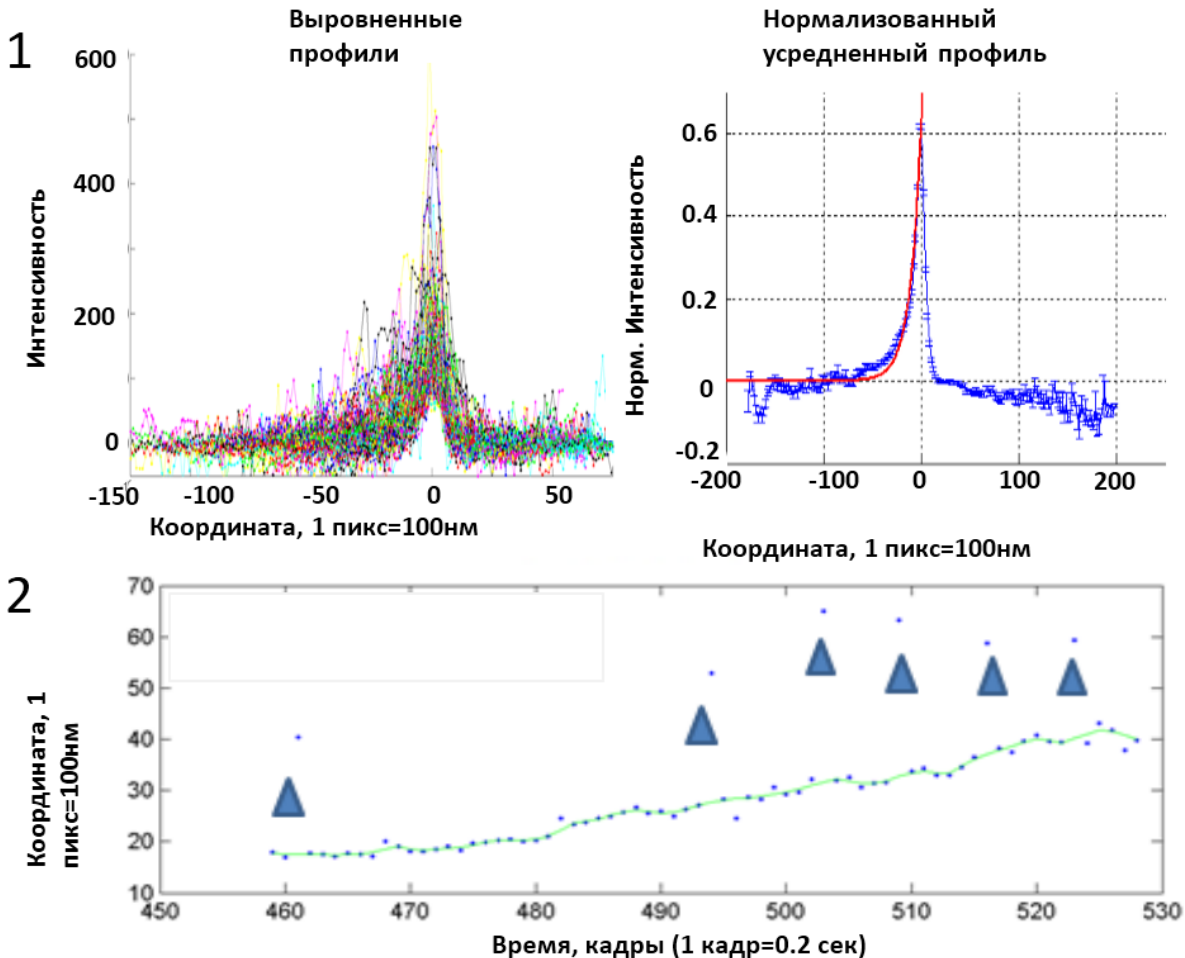 1
Выровненные
профили
Интенсивность
600
400
200
0
-150 -100 -50 0 50
Координата, 1 пикс=100нм
Нормализованный
усредненный профиль
Норм. Интенсивность
0.6
0.4
0.2
0
-0.2
-200 -100 0 100 200
Координата, 1 пикс=100нм
2
Координата, 1
пикс=100нм
70
60
50
40
30
20
10
450 460 470 480 490 500 510 520 530
Время, кадры (1 кадр=0.2 сек)